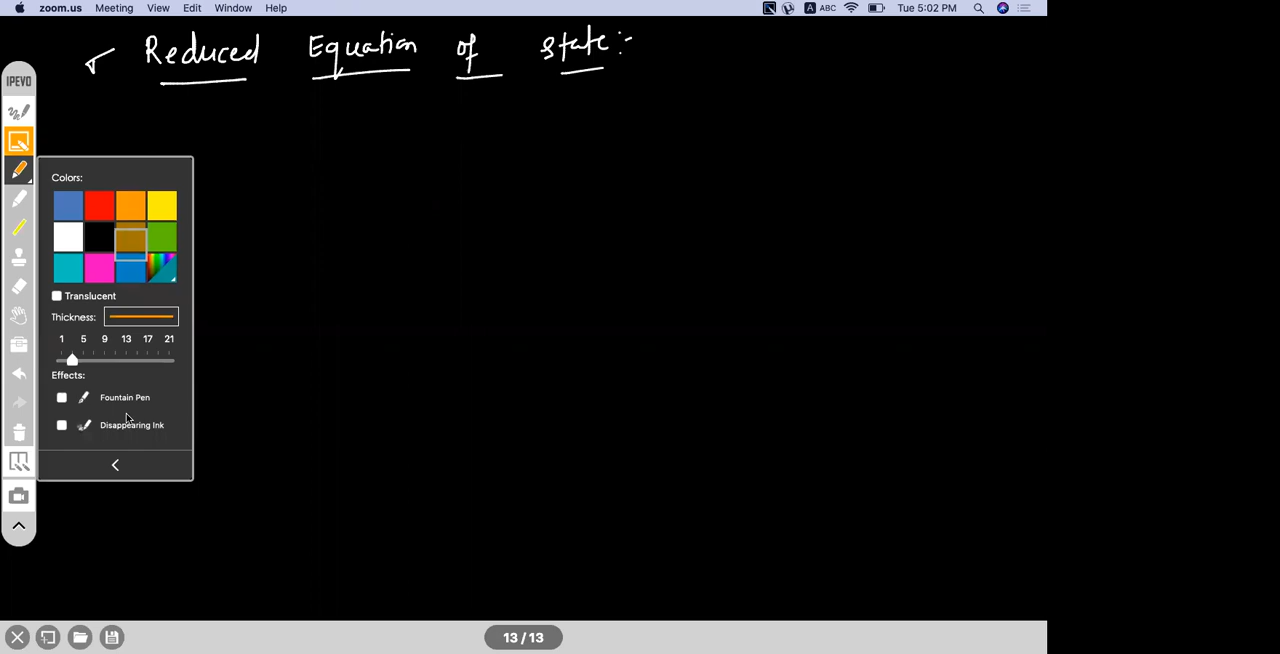 zoom.us Meeting View Edit Window Help A ABC Tue 5:02 PM
Reduced Equation of state :-
IPEVO
Colors:
Translucent
Thickness:
1 5 9 13 17 21
Effects:
Fountain Pen
Disappearing Ink
13 / 13